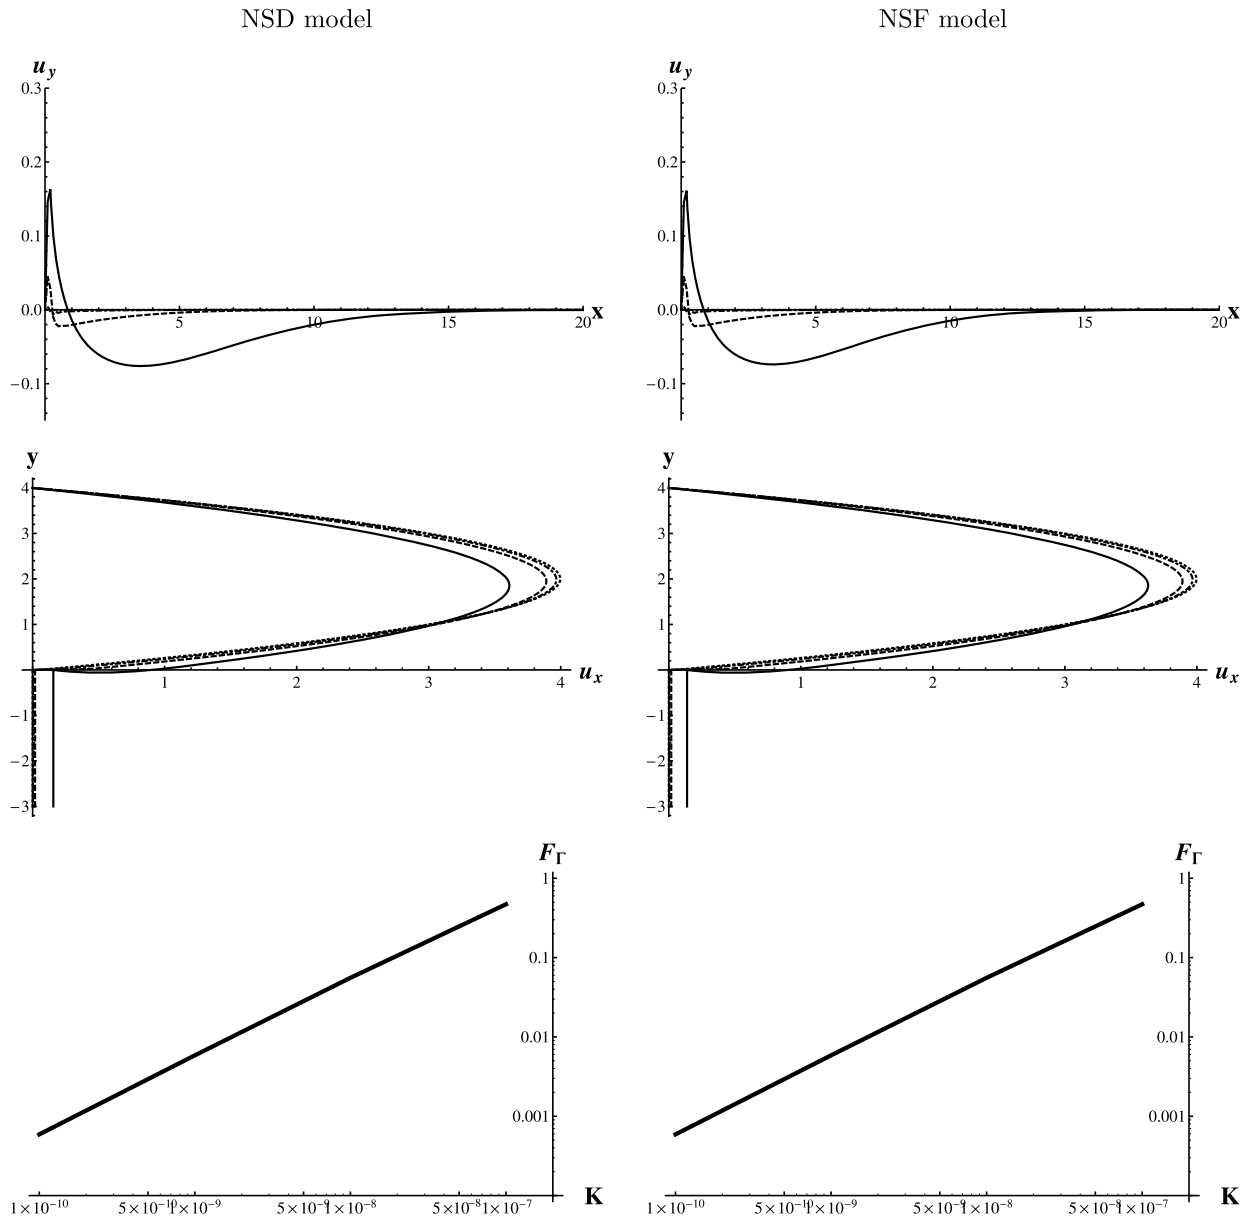 NSD model NSF model
u_y u_y
0.3 0.3
0.2 0.2
0.1 0.1
0.0 5 10 15 20 x 0.0 5 10 15 20 x
−0.1 −0.1
y y
4 4
3 3
2 2
1 1
1 2 3 4 u_x 1 2 3 4 u_x
−1 −1
−2 −2
−3 −3
F_Γ F_Γ
1 1
0.1 0.1
0.01 0.01
0.001 0.001
1×10⁻¹⁰ 5×10⁻¹⁰ 1×10⁻⁹ 5×10⁻⁹ 1×10⁻⁸ 5×10⁻⁸ 1×10⁻⁷ K 1×10⁻¹⁰ 5×10⁻¹⁰ 1×10⁻⁹ 5×10⁻⁹ 1×10⁻⁸ 5×10⁻⁸ 1×10⁻⁷ K